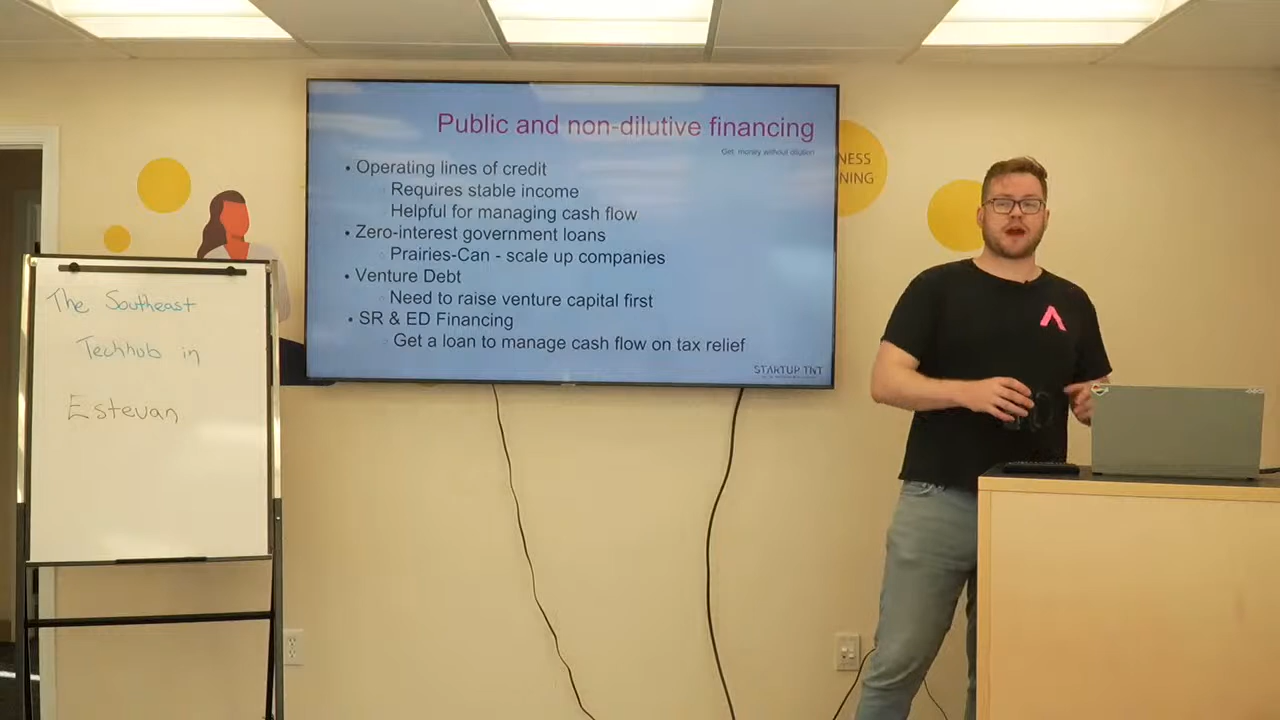 Public and non-dilutive financing
Get money without dilution
• Operating lines of credit
Requires stable income
Helpful for managing cash flow
• Zero-interest government loans
Prairies-Can - scale up companies
• Venture Debt
Need to raise venture capital first
• SR & ED Financing
Get a loan to manage cash flow on tax relief
STARTUP TNT
NESS
NING
The Southeast
Techhub in
Estevan